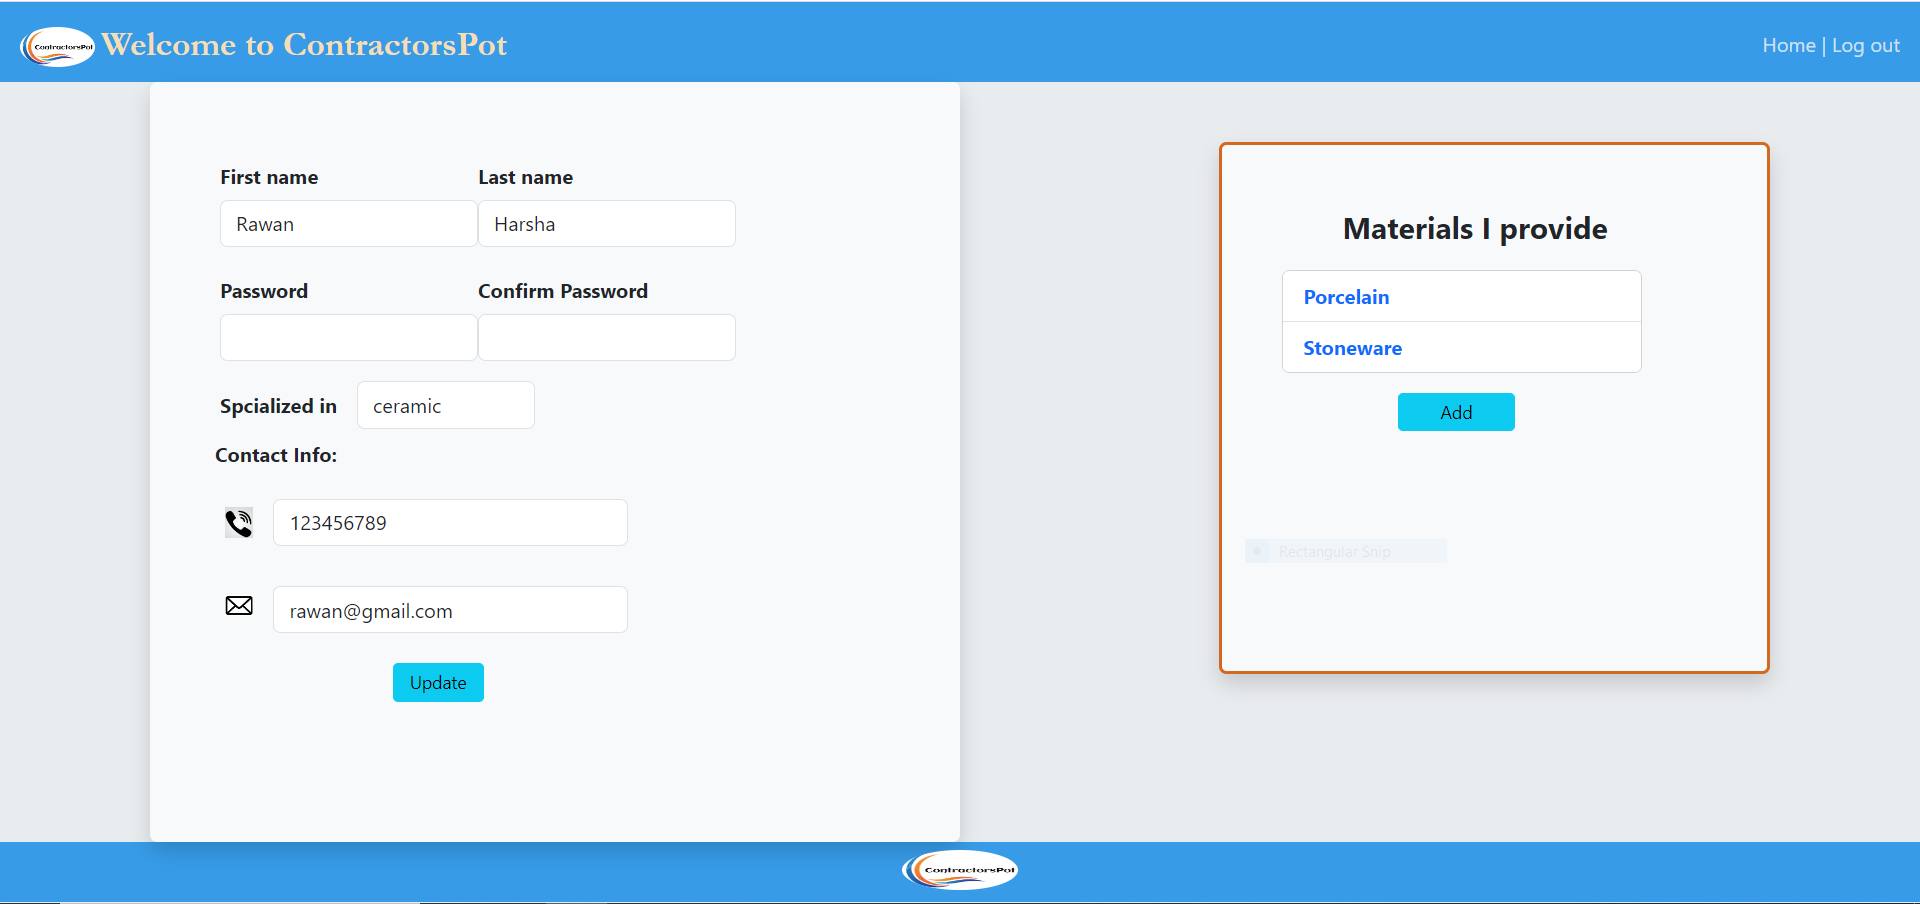 ContractorsPot
Welcome to ContractorsPot
Home | Log out
First name
Last name
Rawan
Harsha
Password
Confirm Password
Spcialized in
ceramic
Contact Info:
123456789
rawan@gmail.com
Update
Materials I provide
Porcelain
Stoneware
Add
Rectangular Snip
ContractorsPot